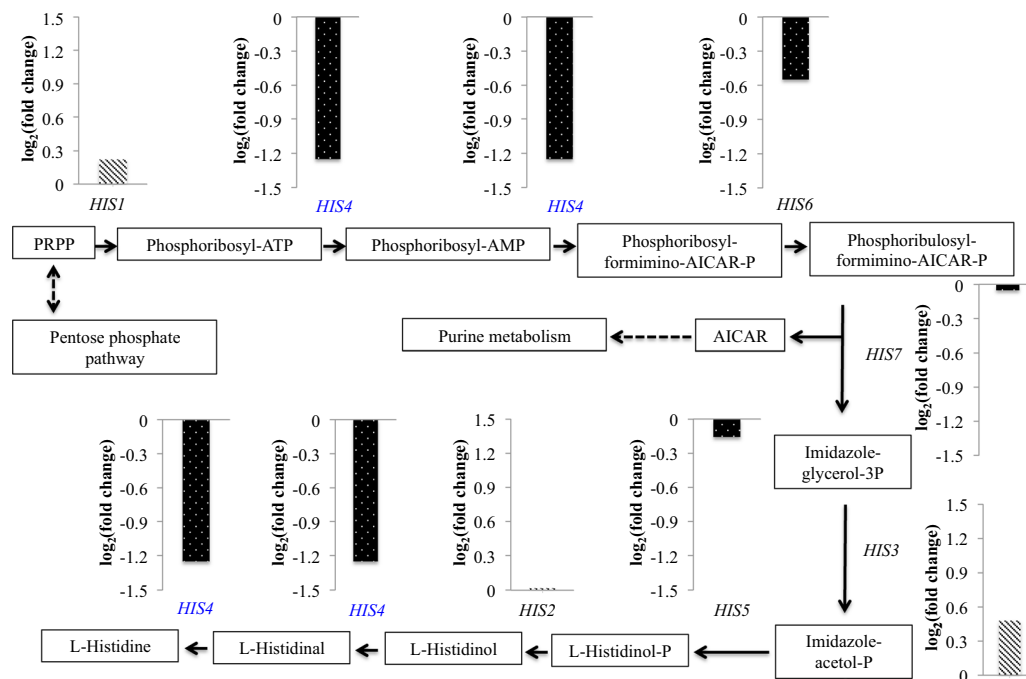 1.5
1.2
0.9
0.6
0.3
0
log2(fold change)
HIS1
0
-0.3
-0.6
-0.9
-1.2
-1.5
log2(fold change)
HIS4
0
-0.3
-0.6
-0.9
-1.2
-1.5
log2(fold change)
HIS4
0
-0.3
-0.6
-0.9
-1.2
-1.5
log2(fold change)
HIS6
PRPP
Phosphoribosyl-ATP
Phosphoribosyl-AMP
Phosphoribosyl-
formimino-AICAR-P
Phosphoribulosyl-
formimino-AICAR-P
Pentose phosphate
pathway
Purine metabolism
AICAR
HIS7
0
-0.3
-0.6
-0.9
-1.2
-1.5
log2(fold change)
0
-0.3
-0.6
-0.9
-1.2
-1.5
log2(fold change)
HIS4
0
-0.3
-0.6
-0.9
-1.2
-1.5
log2(fold change)
HIS4
1.5
1.2
0.9
0.6
0.3
0
log2(fold change)
HIS2
0
-0.3
-0.6
-0.9
-1.2
-1.5
log2(fold change)
HIS5
Imidazole-
glycerol-3P
HIS3
1.5
1.2
0.9
0.6
0.3
0
log2(fold change)
L-Histidine
L-Histidinal
L-Histidinol
L-Histidinol-P
Imidazole-
acetol-P